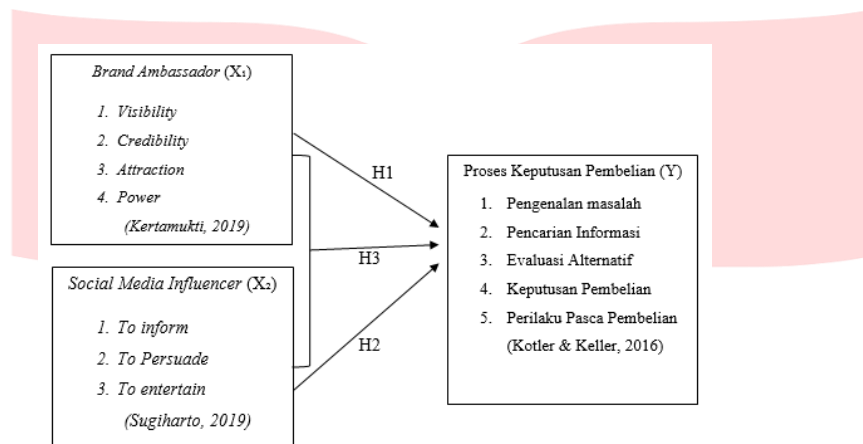 Brand Ambassador (X₁)
1. Visibility
2. Credibility
3. Attraction
4. Power
(Kertamukti, 2019)
H1
Proses Keputusan Pembelian (Y)
1. Pengenalan masalah
2. Pencarian Informasi
3. Evaluasi Alternatif
4. Keputusan Pembelian
5. Perilaku Pasca Pembelian
(Kotler & Keller, 2016)
H3
Social Media Influencer (X₂)
1. To inform
2. To Persuade
3. To entertain
(Sugiharto, 2019)
H2